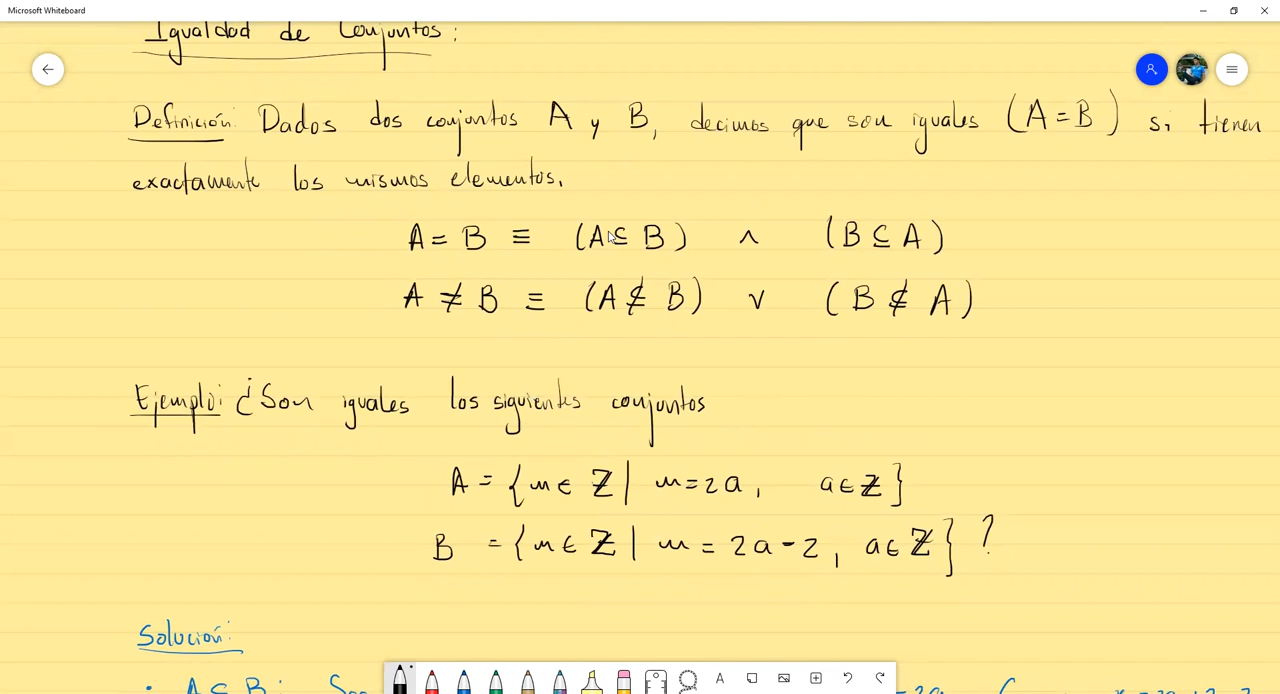 Microsoft Whiteboard
Igualdad de Conjuntos:
Definición: Dados dos conjuntos A y B, decimos que son iguales (A = B) si tienen
exactamente los mismos elementos.
A = B ≡ (A ⊆ B) ∧ (B ⊆ A)
A ≠ B ≡ (A ⊈ B) ∨ (B ⊈ A)
Ejemplo: ¿Son iguales los siguientes conjuntos
A = {n ∈ ℤ | n = 2a, a ∈ ℤ}
B = {n ∈ ℤ | n = 2a - 2, a ∈ ℤ} ?
Solución:
• A ⊆ B: